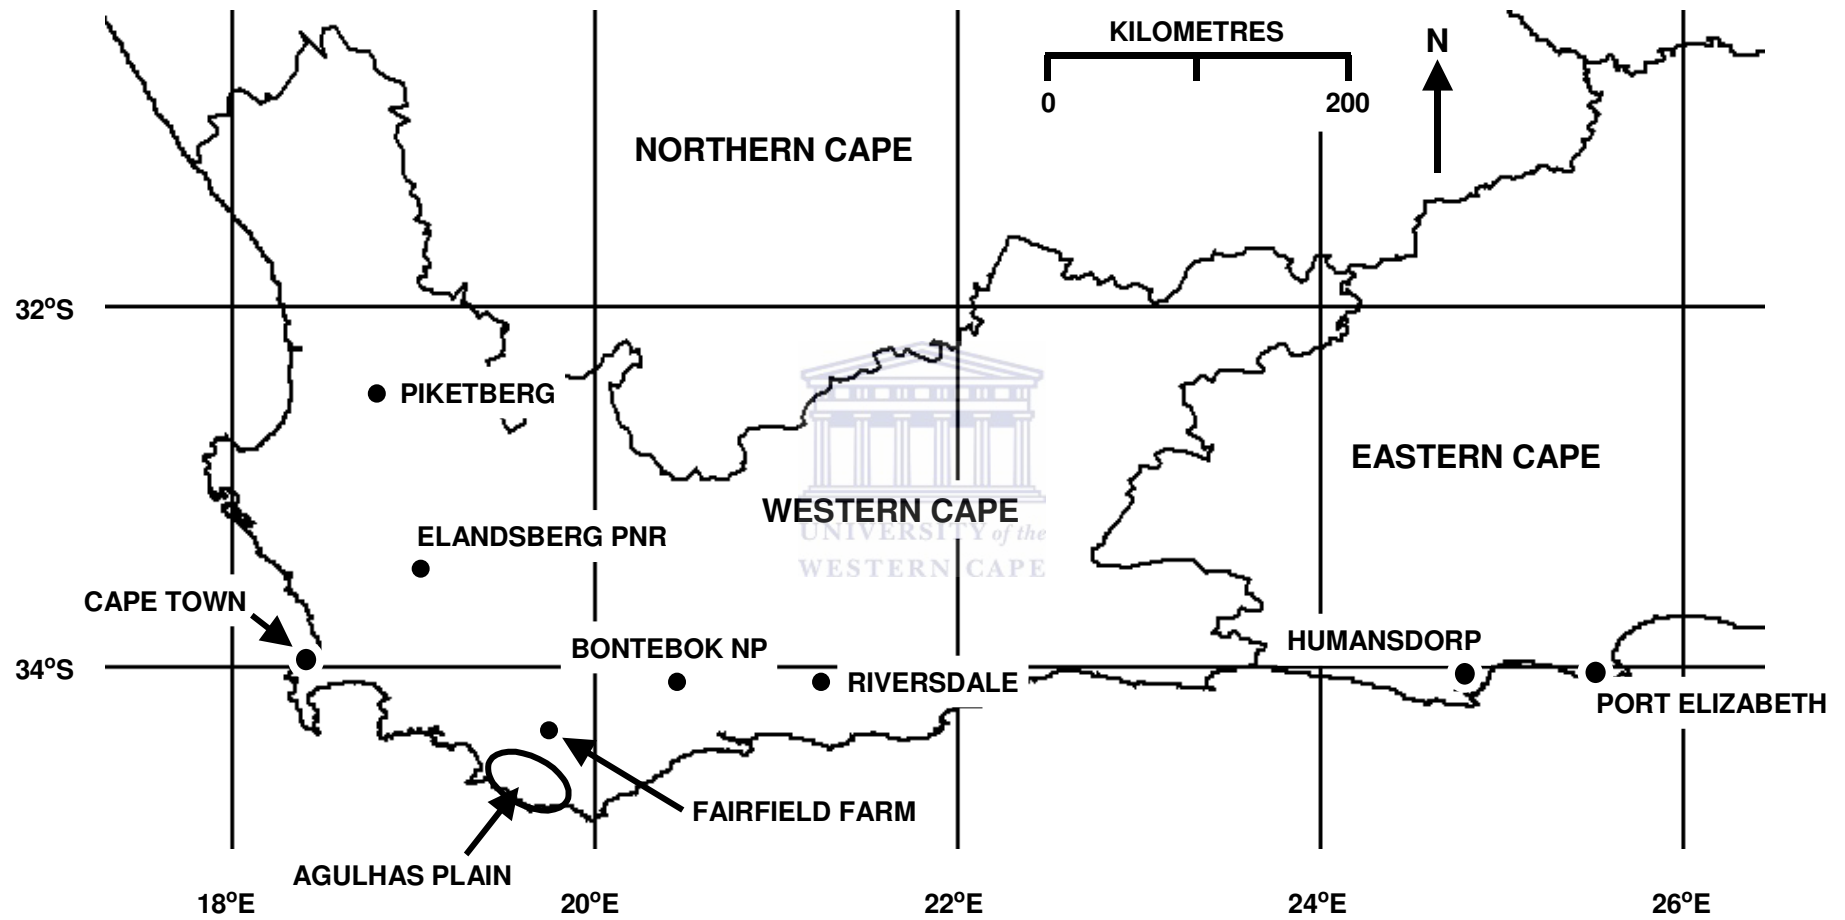 KILOMETRES
0 200
N
NORTHERN CAPE
32°S
PIKETBERG
EASTERN CAPE
WESTERN CAPE
UNIVERSITY of the
WESTERN CAPE
ELANDSBERG PNR
CAPE TOWN
BONTEBOK NP
HUMANSDORP
34°S
RIVERSDALE
PORT ELIZABETH
FAIRFIELD FARM
AGULHAS PLAIN
18°E 20°E 22°E 24°E 26°E